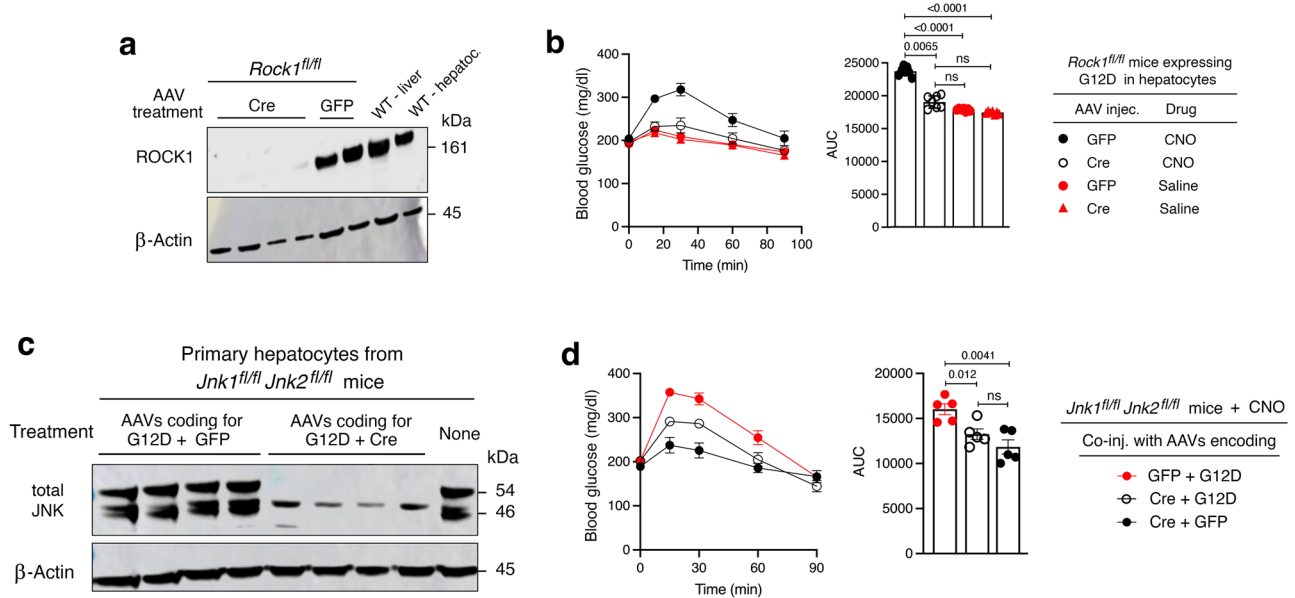 a
Rock1fl/fl
AAV
treatment
Cre
GFP
WT - liver
WT - hepatoc.
kDa
ROCK1
161
β-Actin
45
b
Blood glucose (mg/dl)
400
300
200
100
0
0 20 40 60 80 100
Time (min)
AUC
25000
20000
15000
10000
5000
0
<0.0001
<0.0001
0.0065
ns
ns
Rock1fl/fl mice expressing
G12D in hepatocytes
AAV injec. Drug
GFP CNO
Cre CNO
GFP Saline
Cre Saline
c
Primary hepatocytes from
Jnk1fl/fl Jnk2fl/fl mice
Treatment
AAVs coding for
G12D + GFP
AAVs coding for
G12D + Cre
None
kDa
total
JNK
54
46
β-Actin
45
d
Blood glucose (mg/dl)
400
300
200
100
0
0 30 60 90
Time (min)
AUC
20000
15000
10000
5000
0
0.0041
0.012
ns
Jnk1fl/fl Jnk2fl/fl mice + CNO
Co-inj. with AAVs encoding
GFP + G12D
Cre + G12D
Cre + GFP